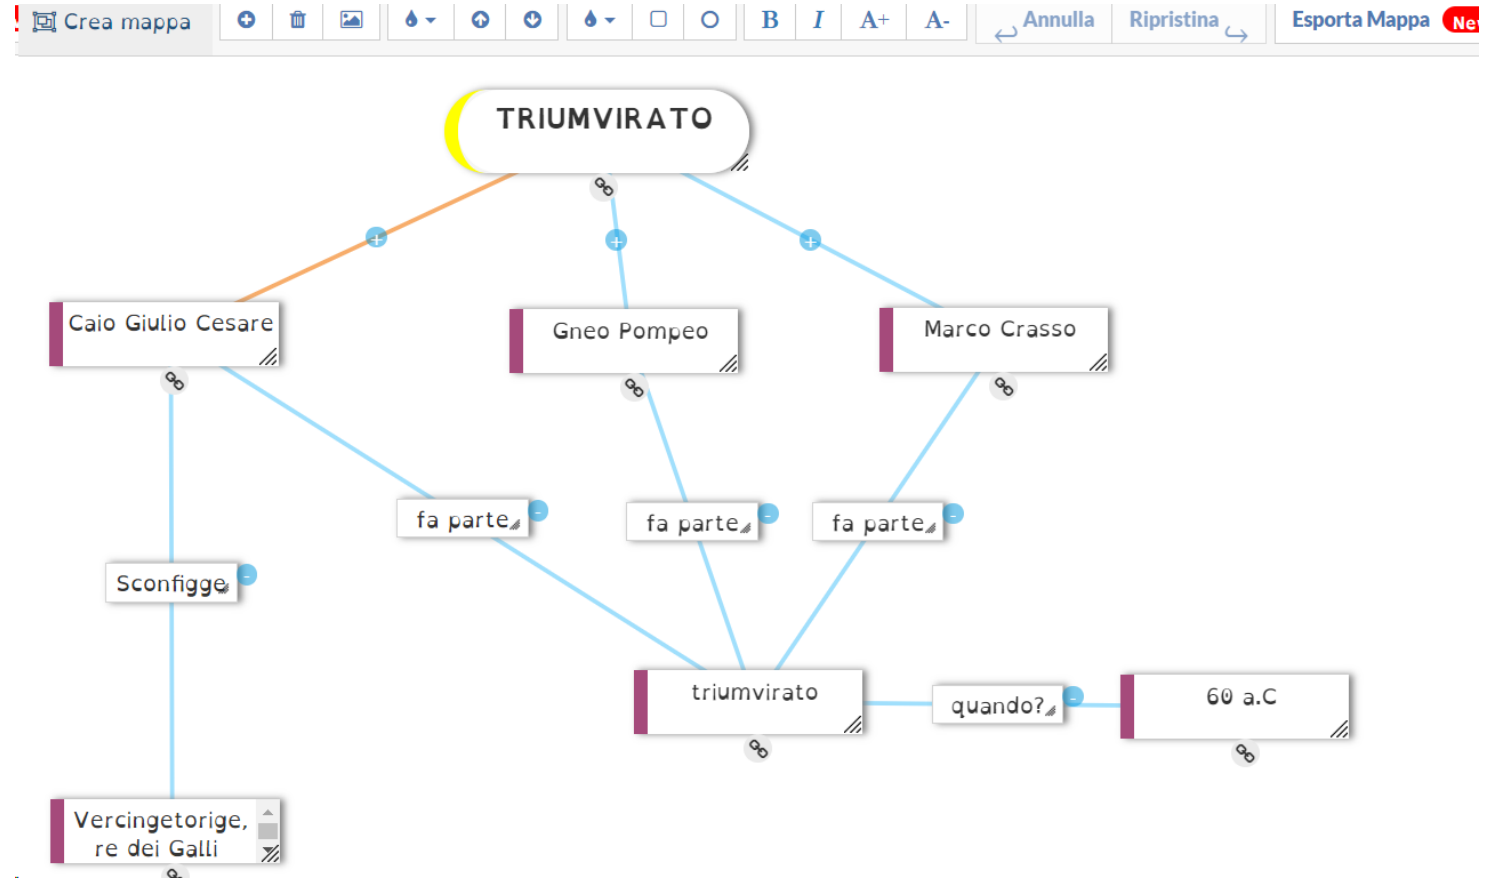 Crea mappa
B I A+ A- Annulla Ripristina Esporta Mappa
TRIUMVIRATO
Caio Giulio Cesare
Gneo Pompeo
Marco Crasso
fa parte
fa parte
fa parte
Sconfigge
triumvirato
quando?
60 a.C
Vercingetorige,
re dei Galli